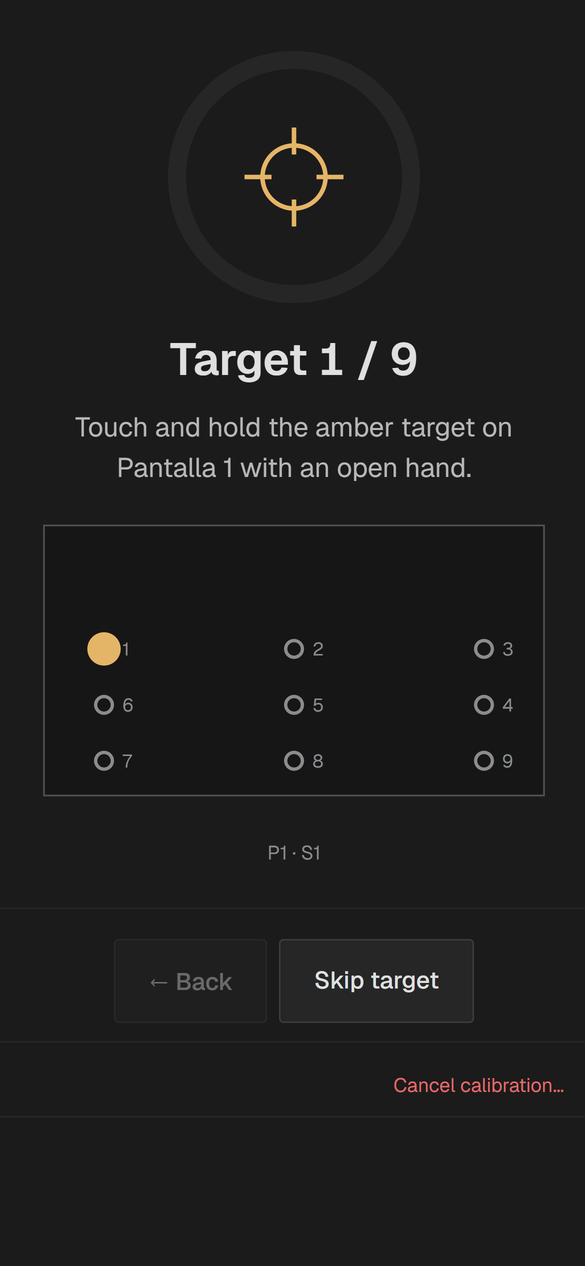 Target 1 / 9
Touch and hold the amber target on
Pantalla 1 with an open hand.
1 2 3
6 5 4
7 8 9
P1 · S1
← Back Skip target
Cancel calibration…